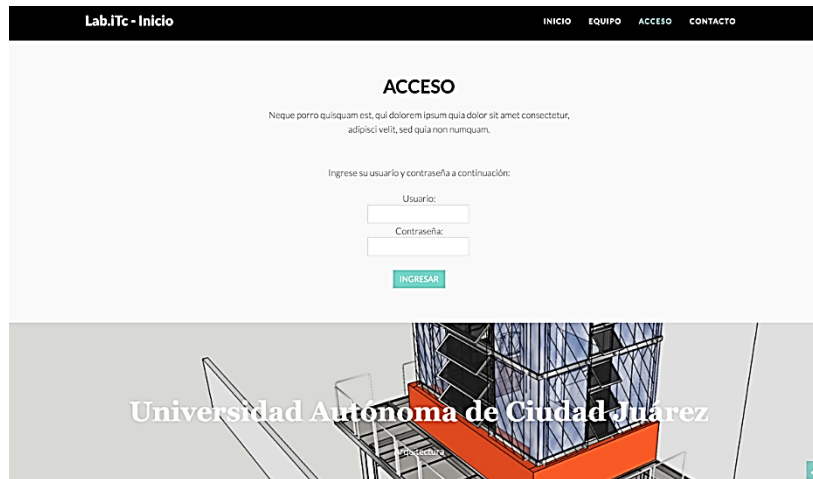 Lab.iTc - Inicio
INICIO EQUIPO ACCESO CONTACTO
ACCESO
Neque porro quisquam est, qui dolorem ipsum quia dolor sit amet consectetur,
adipisci velit, sed quia non numquam.
Ingrese su usuario y contraseña a continuación:
Usuario:
Contraseña:
INGRESAR
Universidad Autónoma de Ciudad Juárez
Arquitectura